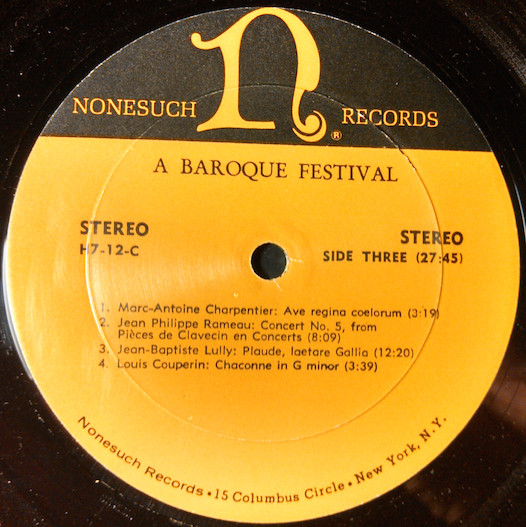 NONESUCH n RECORDS
®
A BAROQUE FESTIVAL
STEREO
H7-12-C
STEREO
SIDE THREE (27:45)
1. Marc-Antoine Charpentier: Ave regina coelorum (3:19)
2. Jean Philippe Rameau: Concert No. 5, from
Pièces de Clavecin en Concerts (8:09)
3. Jean-Baptiste Lully: Plaude, laetare Gallia (12:20)
4. Louis Couperin: Chaconne in G minor (3:39)
Nonesuch Records • 15 Columbus Circle • New York, N.Y.